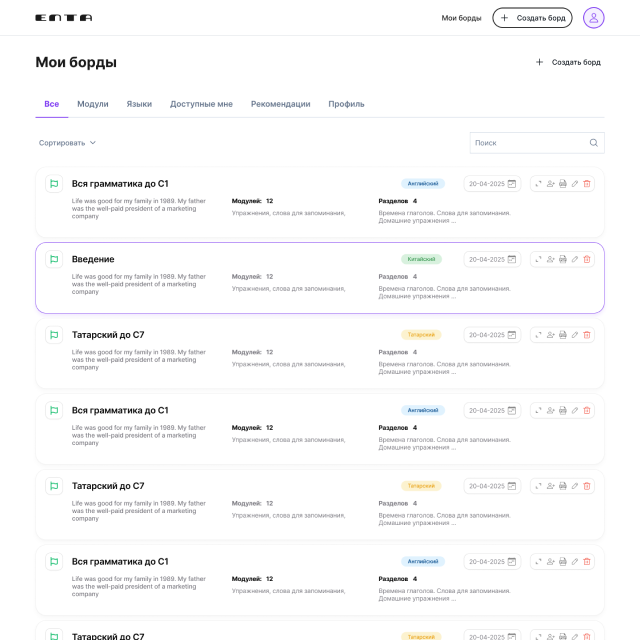 ENTA
Мои борды
Создать борд
Мои борды
Создать борд
Все
Модули
Языки
Доступные мне
Рекомендации
Профиль
Сортировать
Поиск
Вся грамматика до С1
Английский
20-04-2025
Life was good for my family in 1989. My father
was the well-paid president of a marketing
company
Модулей: 12
Упражнения, слова для запоминания,
Разделов 4
Времена глаголов. Слова для запоминания.
Домашние упражнения ...
Введение
Китайский
20-04-2025
Life was good for my family in 1989. My father
was the well-paid president of a marketing
company
Модулей: 12
Упражнения, слова для запоминания,
Разделов 4
Времена глаголов. Слова для запоминания.
Домашние упражнения ...
Татарский до С7
Татарский
20-04-2025
Life was good for my family in 1989. My father
was the well-paid president of a marketing
company
Модулей: 12
Упражнения, слова для запоминания,
Разделов 4
Времена глаголов. Слова для запоминания.
Домашние упражнения ...
Вся грамматика до С1
Английский
20-04-2025
Life was good for my family in 1989. My father
was the well-paid president of a marketing
company
Модулей: 12
Упражнения, слова для запоминания,
Разделов 4
Времена глаголов. Слова для запоминания.
Домашние упражнения ...
Татарский до С7
Татарский
20-04-2025
Life was good for my family in 1989. My father
was the well-paid president of a marketing
company
Модулей: 12
Упражнения, слова для запоминания,
Разделов 4
Времена глаголов. Слова для запоминания.
Домашние упражнения ...
Вся грамматика до С1
Английский
20-04-2025
Life was good for my family in 1989. My father
was the well-paid president of a marketing
company
Модулей: 12
Упражнения, слова для запоминания,
Разделов 4
Времена глаголов. Слова для запоминания.
Домашние упражнения ...
Татарский до С7
Татарский
20-04-2025